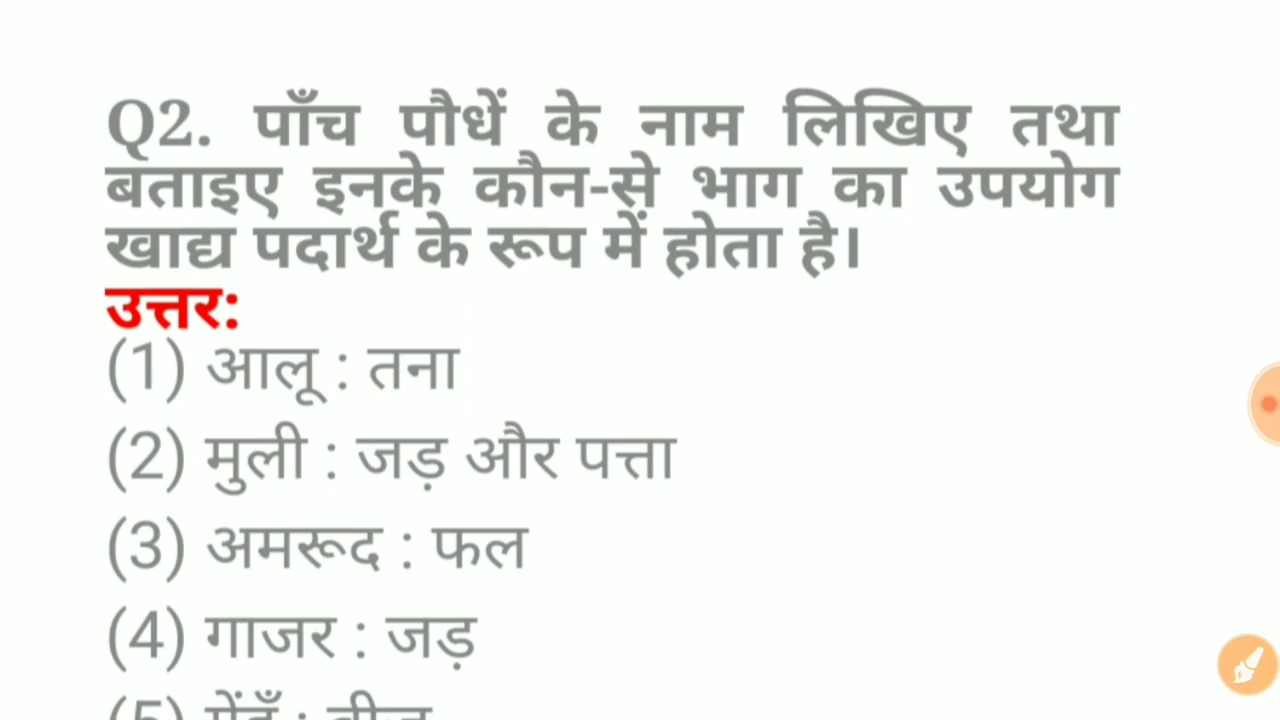 Q2. पाँच पौधें के नाम लिखिए तथा
बताइए इनके कौन-से भाग का उपयोग
खाद्य पदार्थ के रूप में होता है।
उत्तर:
(1) आलू : तना
(2) मुली : जड़ और पत्ता
(3) अमरूद : फल
(4) गाजर : जड़
(5) गेंहूँ : बीज